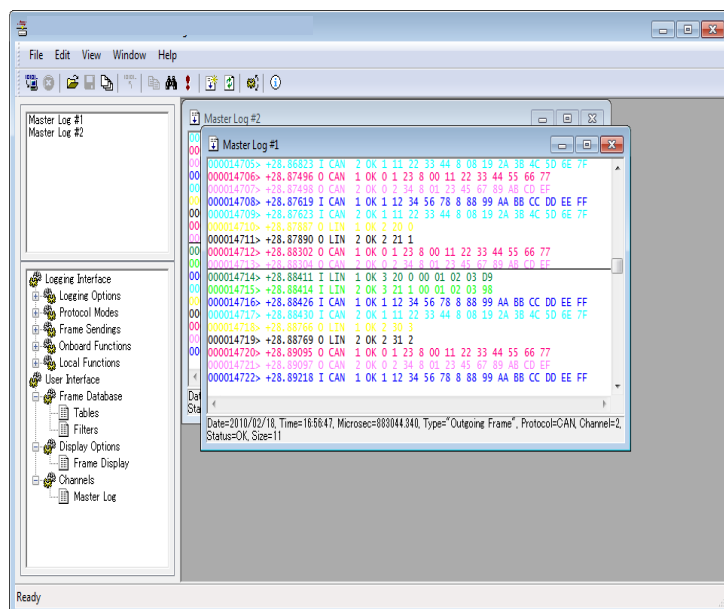 File Edit View Window Help
Master Log #1
Master Log #2
Master Log #2
Master Log #1
000014705> +28.86823 I CAN 2 OK 1 11 22 33 44 8 08 19 2A 3B 4C 5D 6E 7F
000014706> +28.87496 O CAN 1 OK 0 1 23 8 00 11 22 33 44 55 66 77
000014707> +28.87498 O CAN 2 OK 0 2 34 8 01 23 45 67 89 AB CD EF
000014708> +28.87619 I CAN 1 OK 1 12 34 56 78 8 88 99 AA BB CC DD EE FF
000014709> +28.87623 I CAN 2 OK 1 11 22 33 44 8 08 19 2A 3B 4C 5D 6E 7F
000014710> +28.87887 O LIN 1 OK 2 20 0
000014711> +28.87890 O LIN 2 OK 2 21 1
000014712> +28.88302 O CAN 1 OK 0 1 23 8 00 11 22 33 44 55 66 77
000014713> +28.88304 O CAN 2 OK 0 2 34 8 01 23 45 67 89 AB CD EF
000014714> +28.88411 I LIN 1 OK 3 20 0 00 01 02 03 D9
000014715> +28.88414 I LIN 2 OK 3 21 1 00 01 02 03 98
000014716> +28.88426 I CAN 1 OK 1 12 34 56 78 8 88 99 AA BB CC DD EE FF
000014717> +28.88430 I CAN 2 OK 1 11 22 33 44 8 08 19 2A 3B 4C 5D 6E 7F
000014718> +28.88766 O LIN 1 OK 2 30 3
000014719> +28.88769 O LIN 2 OK 2 31 2
000014720> +28.89095 O CAN 1 OK 0 1 23 8 00 11 22 33 44 55 66 77
000014721> +28.89097 O CAN 2 OK 0 2 34 8 01 23 45 67 89 AB CD EF
000014722> +28.89218 I CAN 1 OK 1 12 34 56 78 8 88 99 AA BB CC DD EE FF
Date=2010/02/18, Time=16:56:47, Microsec=883044.340, Type="Outgoing Frame", Protocol=CAN, Channel=2,
Status=OK, Size=11
Logging Interface
Logging Options
Protocol Modes
Frame Sendings
Onboard Functions
Local Functions
User Interface
Frame Database
Tables
Filters
Display Options
Frame Display
Channels
Master Log
Ready